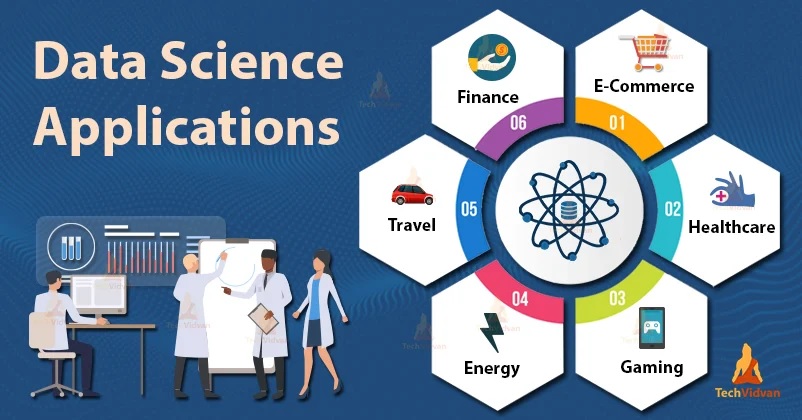 Data Science
Applications
E-Commerce
01
Healthcare
02
Gaming
03
Energy
04
Travel
05
Finance
06
TechVidvan